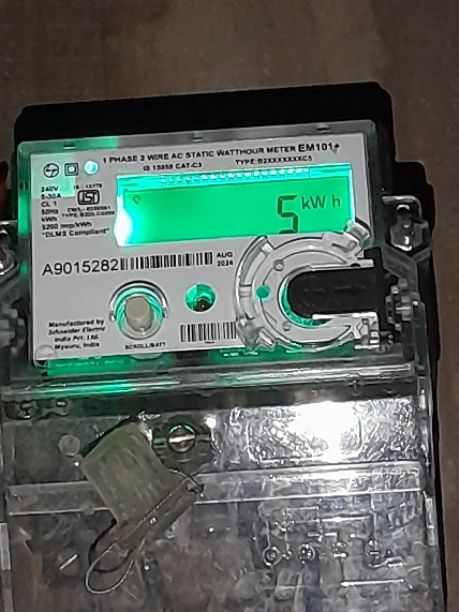 1 PHASE 2 WIRE AC STATIC WATTHOUR METER EM101+
IS 15959 CAT-C3 TYPE:B2XXXXXXXC3
240V
5-30A
CL 1
50Hz
kWh
3200 imp/kWh
"DLMS Compliant"
ISI
5 kWh
A9015282
AUG
2024
Manufactured by
Schneider Electric
India Pvt. Ltd.
Mysuru, India
SCROLL/BATT